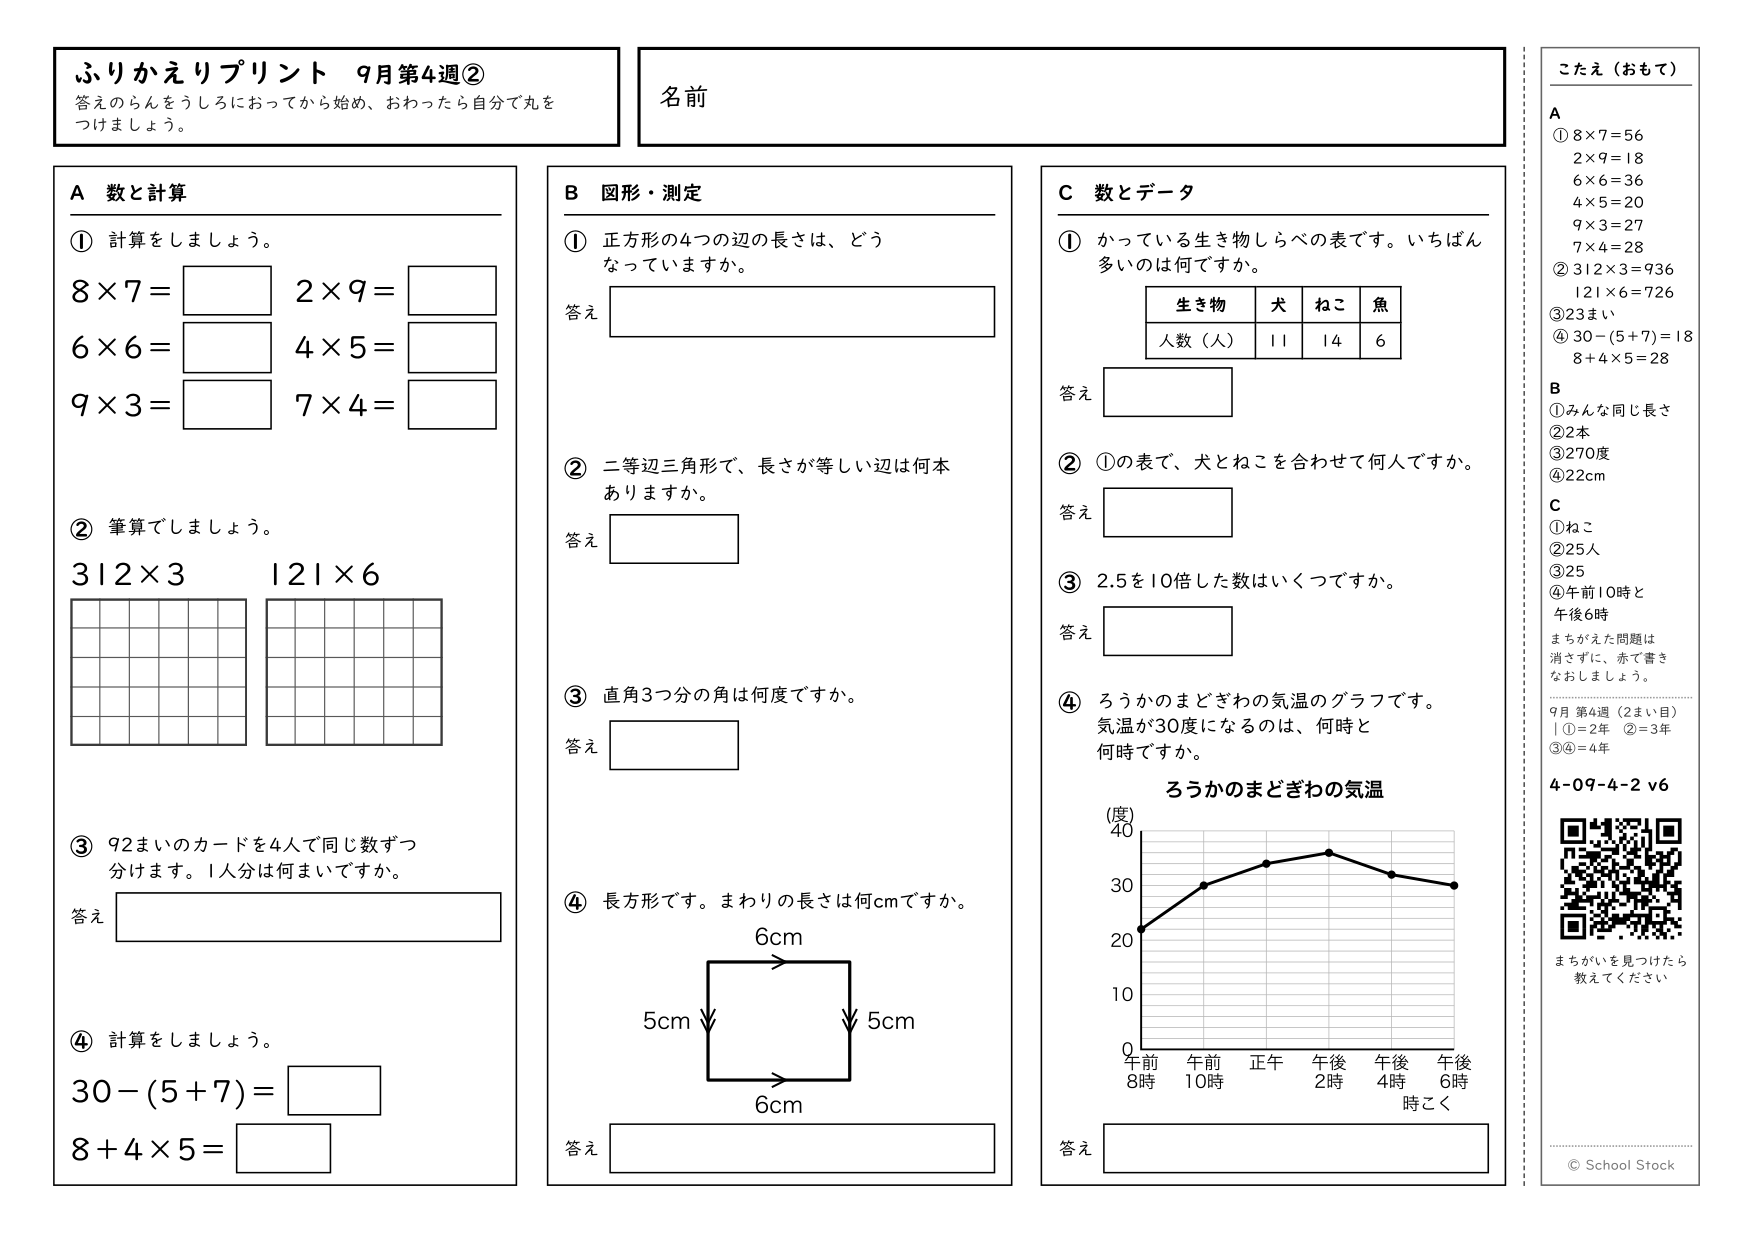 ふりかえりプリント　9月第4週②
答えのらんをうしろにおってから始め、おわったら自分で丸を
つけましょう。
名前
A　数と計算
① 計算をしましょう。
8×7＝
2×9＝
6×6＝
4×5＝
9×3＝
7×4＝
② 筆算でしましょう。
312×3
121×6
③ 92まいのカードを4人で同じ数ずつ
分けます。1人分は何まいですか。
答え
④ 計算をしましょう。
30－(5＋7)＝
8＋4×5＝
B　図形・測定
① 正方形の4つの辺の長さは、どう
なっていますか。
答え
② 二等辺三角形で、長さが等しい辺は何本
ありますか。
答え
③ 直角3つ分の角は何度ですか。
答え
④ 長方形です。まわりの長さは何cmですか。
6cm
5cm
5cm
6cm
答え
C　数とデータ
① かっている生き物しらべの表です。いちばん
多いのは何ですか。
生き物 犬 ねこ 魚
人数（人） 11 14 6
答え
② ①の表で、犬とねこを合わせて何人ですか。
答え
③ 2.5を10倍した数はいくつですか。
答え
④ ろうかのまどぎわの気温のグラフです。
気温が30度になるのは、何時と
何時ですか。
ろうかのまどぎわの気温
(度)
40
30
20
10
0
午前 午前 正午 午後 午後 午後
8時 10時 2時 4時 6時
時こく
答え
こたえ（おもて）
A
① 8×7＝56
2×9＝18
6×6＝36
4×5＝20
9×3＝27
7×4＝28
② 312×3＝936
121×6＝726
③23まい
④ 30－(5＋7)＝18
8＋4×5＝28
B
①みんな同じ長さ
②2本
③270度
④22cm
C
①ねこ
②25人
③25
④午前10時と
午後6時
まちがえた問題は
消さずに、赤で書き
なおしましょう。
9月 第4週（2まい目）
｜①＝2年　②＝3年
③④＝4年
4-09-4-2 v6
まちがいを見つけたら
教えてください
© School Stock